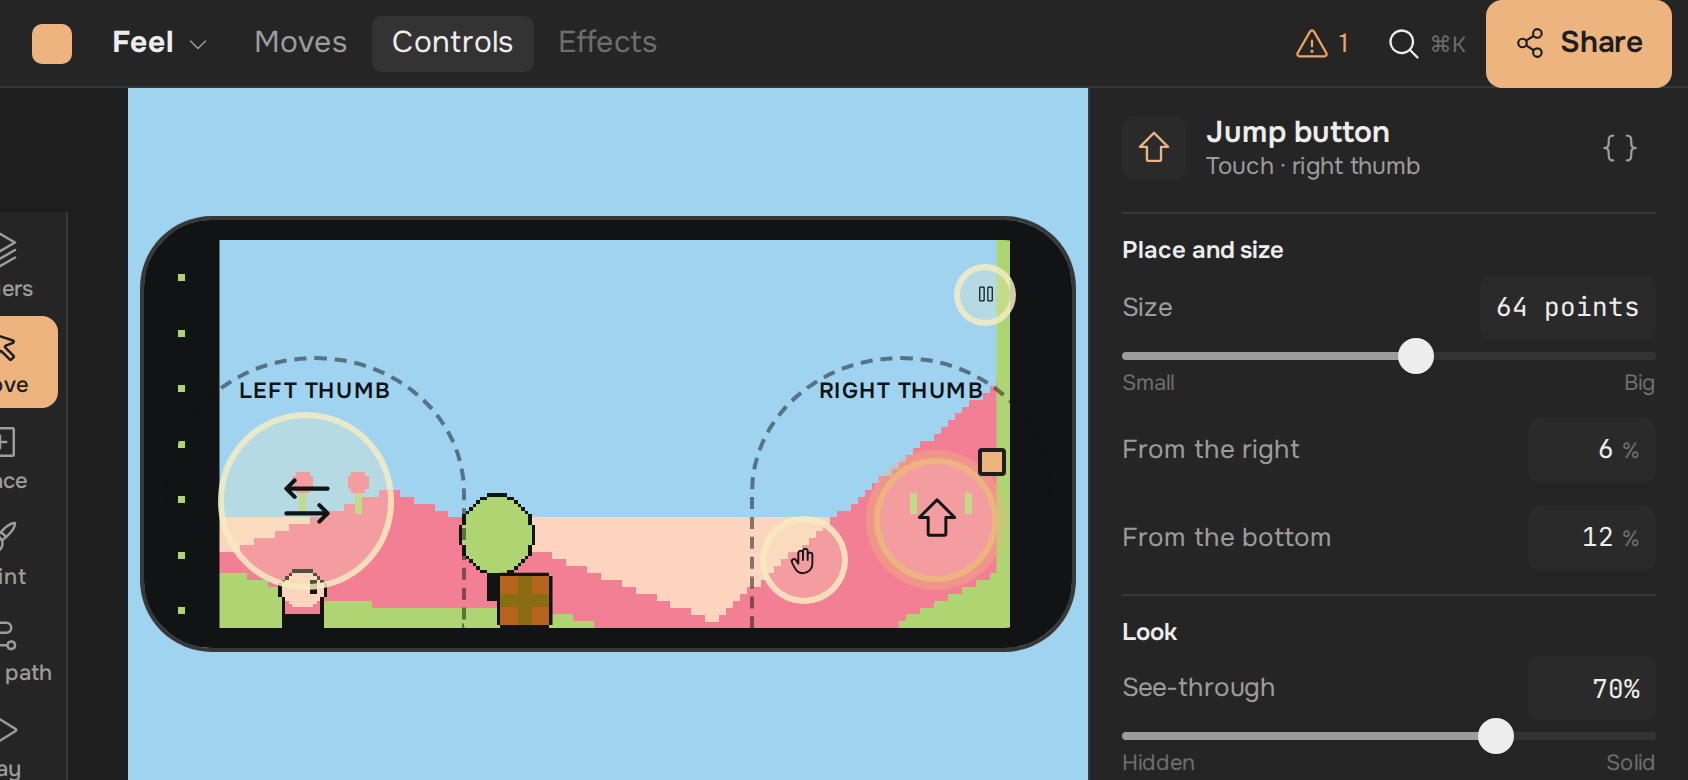 Feel
Moves
Controls
Effects
1
⌘K
Share
ers
ove
ce
int
path
ay
LEFT THUMB
RIGHT THUMB
Jump button
Touch · right thumb
Place and size
Size
64 points
Small
Big
From the right
6 %
From the bottom
12 %
Look
See-through
70%
Hidden
Solid